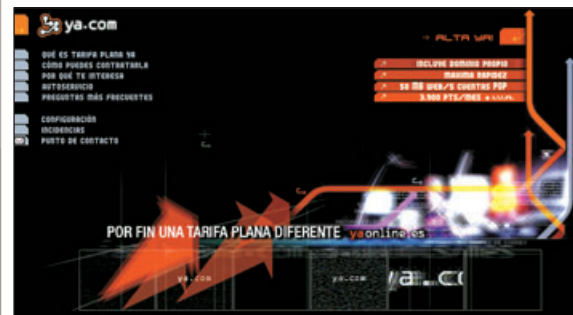 ya.com
QUÉ ES TARIFA PLANA YA
CÓMO PUEDES CONTRATARLA
POR QUÉ TE INTERESA
AUTOSERVICIO
PREGUNTAS MÁS FRECUENTES
CONFIGURACIÓN
INCIDENCIAS
PUNTO DE CONTACTO
ALTA YA!
INCLUYE DOMINIO PROPIO
MAXIMA RAPIDEZ
50 MB WEB/5 CUENTAS POP
3.900 PTS/MES + I.V.A.
POR FIN UNA TARIFA PLANA DIFERENTE yaonline.es
ya.com
ya.com